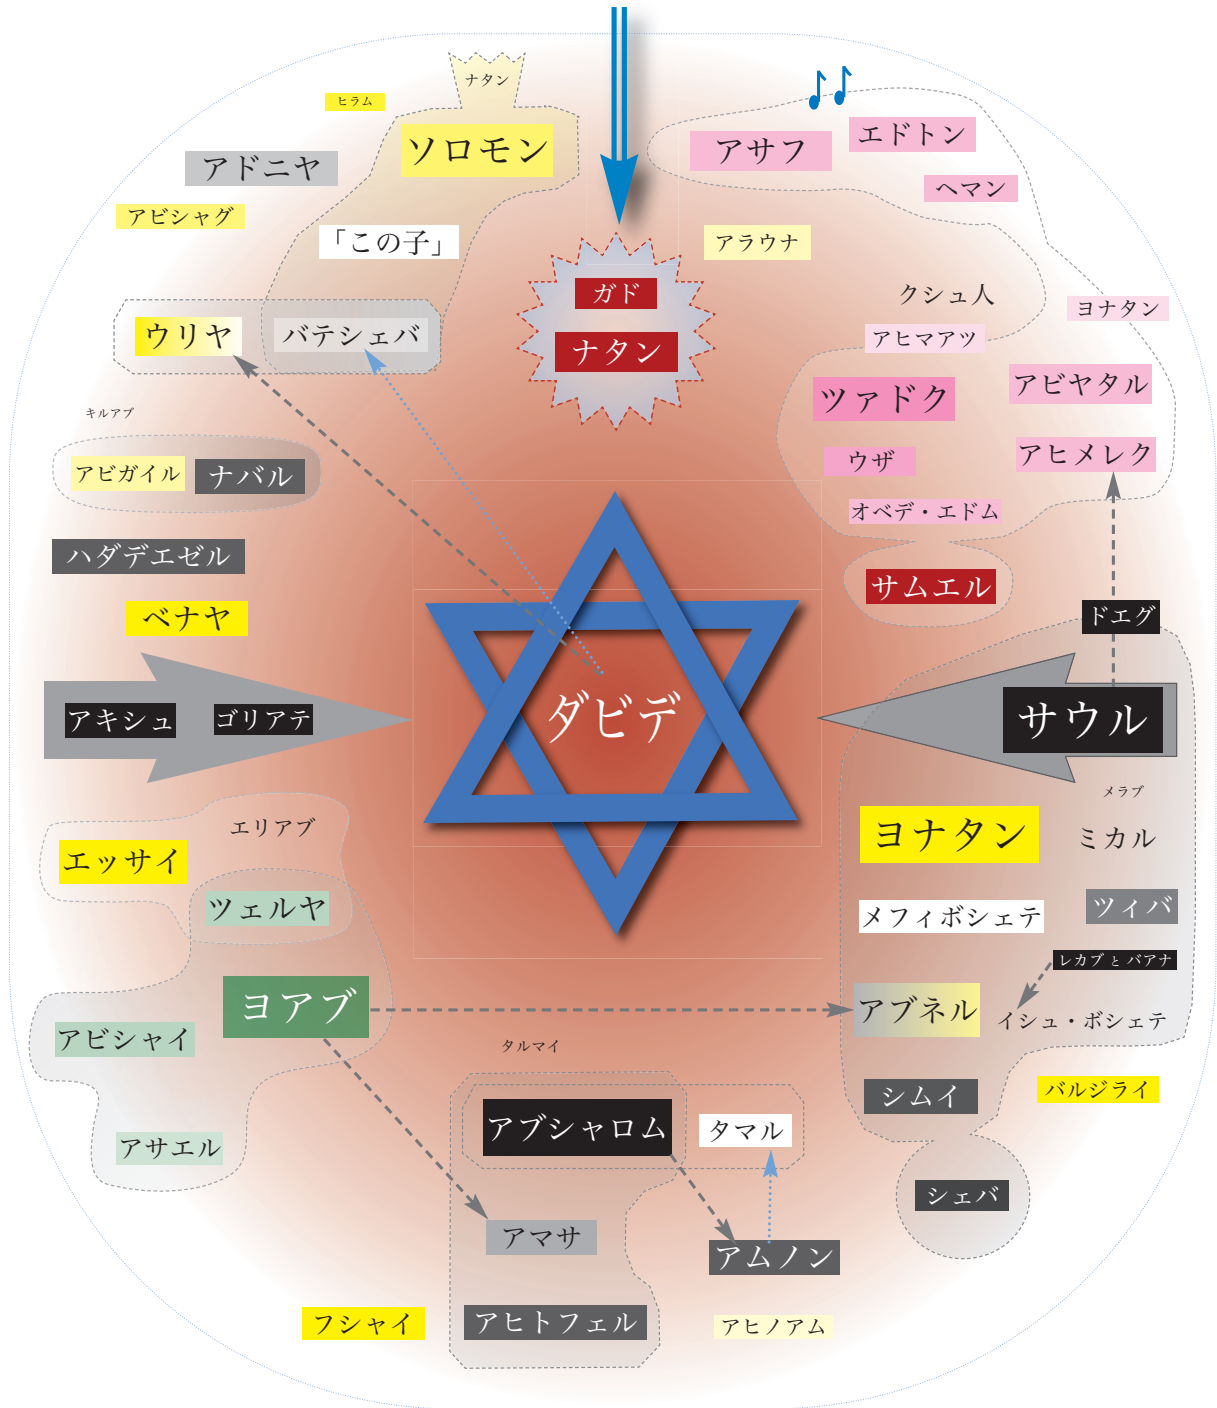 ナタン
ヒラム
ソロモン
アドニヤ
アビシャグ
「この子」
ウリヤ
バテシェバ
ガド
ナタン
アサフ
エドトン
ヘマン
アラウナ
クシュ人
ヨナタン
アヒマアツ
ツァドク
アビヤタル
ウザ
アヒメレク
オベデ・エドム
サムエル
キルアブ
アビガイル
ナバル
ハダデエゼル
ベナヤ
アキシュ
ゴリアテ
ダビデ
ドエグ
サウル
メラブ
ヨナタン
ミカル
メフィボシェテ
ツィバ
レカブ と バアナ
アブネル
イシュ・ボシェテ
シムイ
バルジライ
シェバ
エリアブ
エッサイ
ツェルヤ
ヨアブ
アビシャイ
アサエル
タルマイ
アブシャロム
タマル
アマサ
アムノン
フシャイ
アヒトフェル
アヒノアム